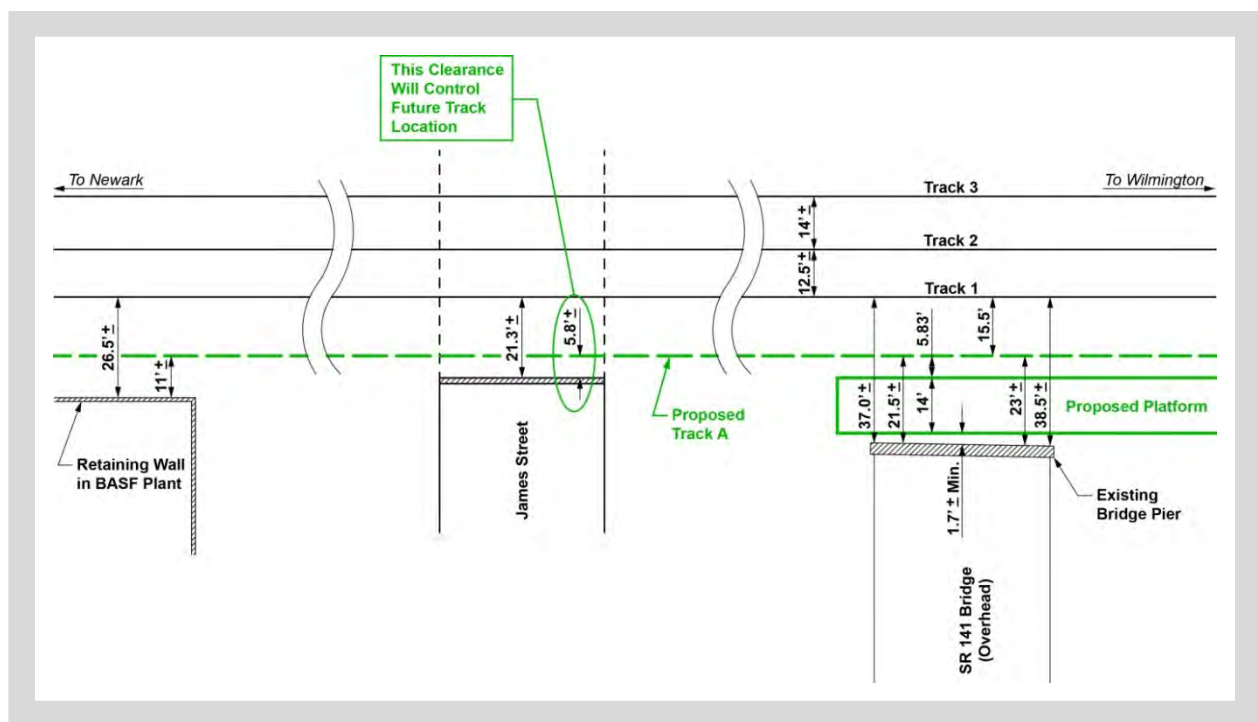 This Clearance
Will Control
Future Track
Location
To Newark
Track 3
To Wilmington
14' ±
Track 2
12.5' ±
Track 1
26.5' ±
11' ±
21.3' ±
5.8' ±
5.83'
15.5'
37.0' ±
21.5' ±
14'
23' ±
38.5' ±
Proposed Platform
Proposed
Track A
Retaining Wall
in BASF Plant
James Street
1.7' ± Min.
Existing
Bridge Pier
SR 141 Bridge
(Overhead)